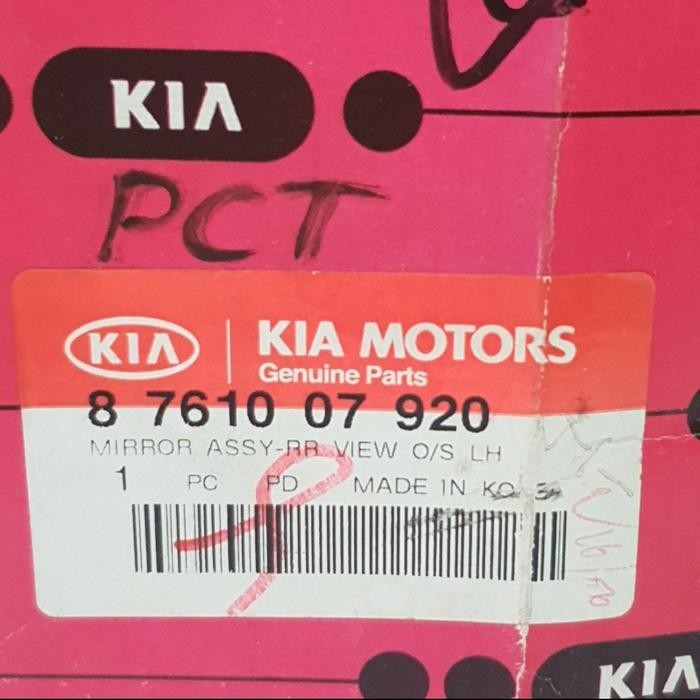 KIA
PCT
KIA KIA MOTORS
Genuine Parts
8 7610 07 920
MIRROR ASSY-RR VIEW O/S LH
1 PC PD MADE IN
KIA